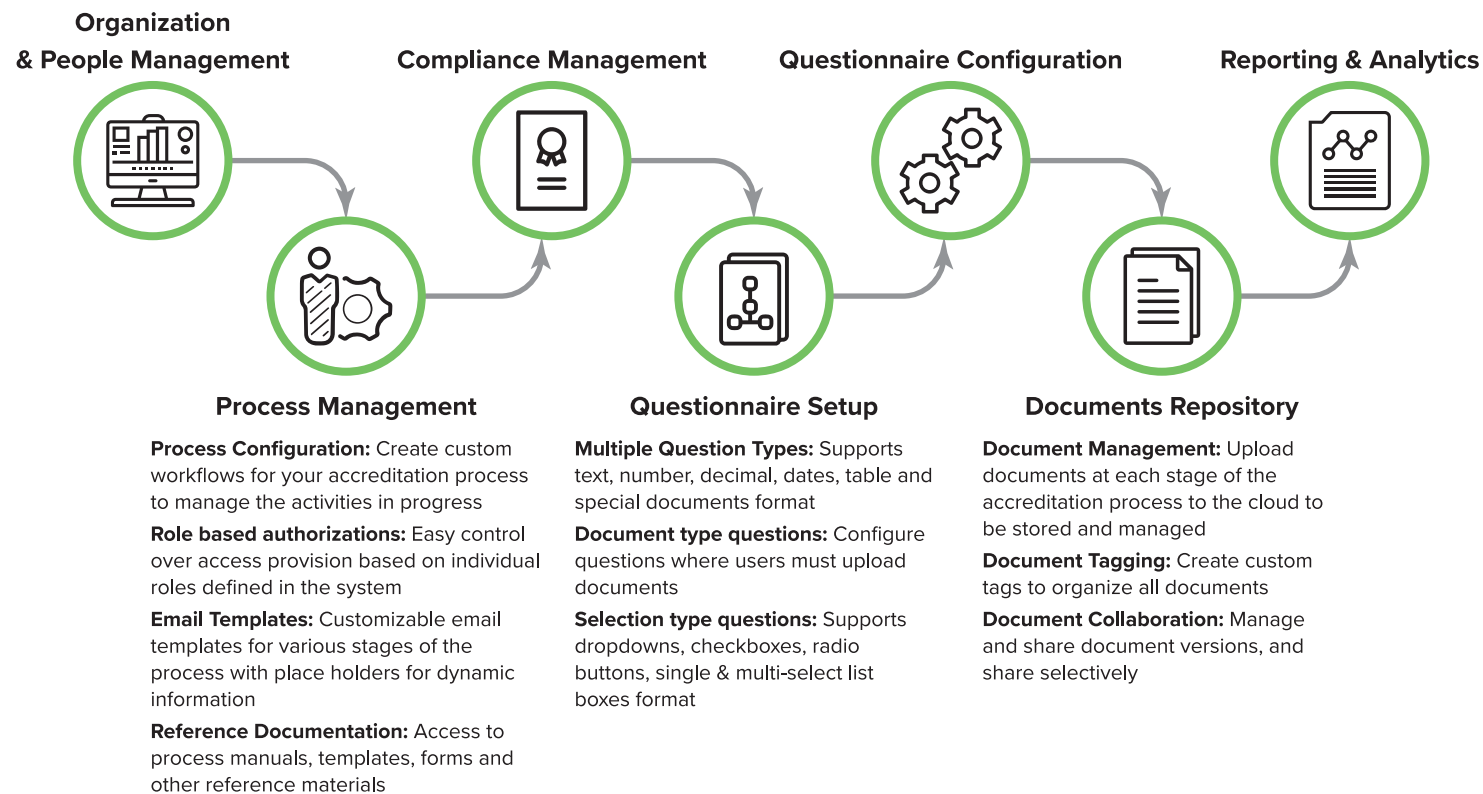 Organization
& People Management
Compliance Management
Questionnaire Configuration
Reporting & Analytics
Process Management
Process Configuration: Create custom
workflows for your accreditation process
to manage the activities in progress
Role based authorizations: Easy control
over access provision based on individual
roles defined in the system
Email Templates: Customizable email
templates for various stages of the
process with place holders for dynamic
information
Reference Documentation: Access to
process manuals, templates, forms and
other reference materials
Questionnaire Setup
Multiple Question Types: Supports
text, number, decimal, dates, table and
special documents format
Document type questions: Configure
questions where users must upload
documents
Selection type questions: Supports
dropdowns, checkboxes, radio
buttons, single & multi-select list
boxes format
Documents Repository
Document Management: Upload
documents at each stage of the
accreditation process to the cloud to
be stored and managed
Document Tagging: Create custom
tags to organize all documents
Document Collaboration: Manage
and share document versions, and
share selectively